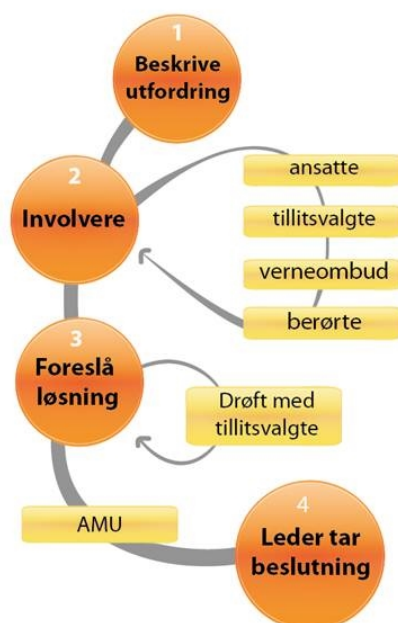 1
Beskrive
utfordring
2
Involvere
ansatte
tillitsvalgte
verneombud
berørte
3
Foreslå
løsning
Drøft med
tillitsvalgte
AMU
4
Leder tar
beslutning